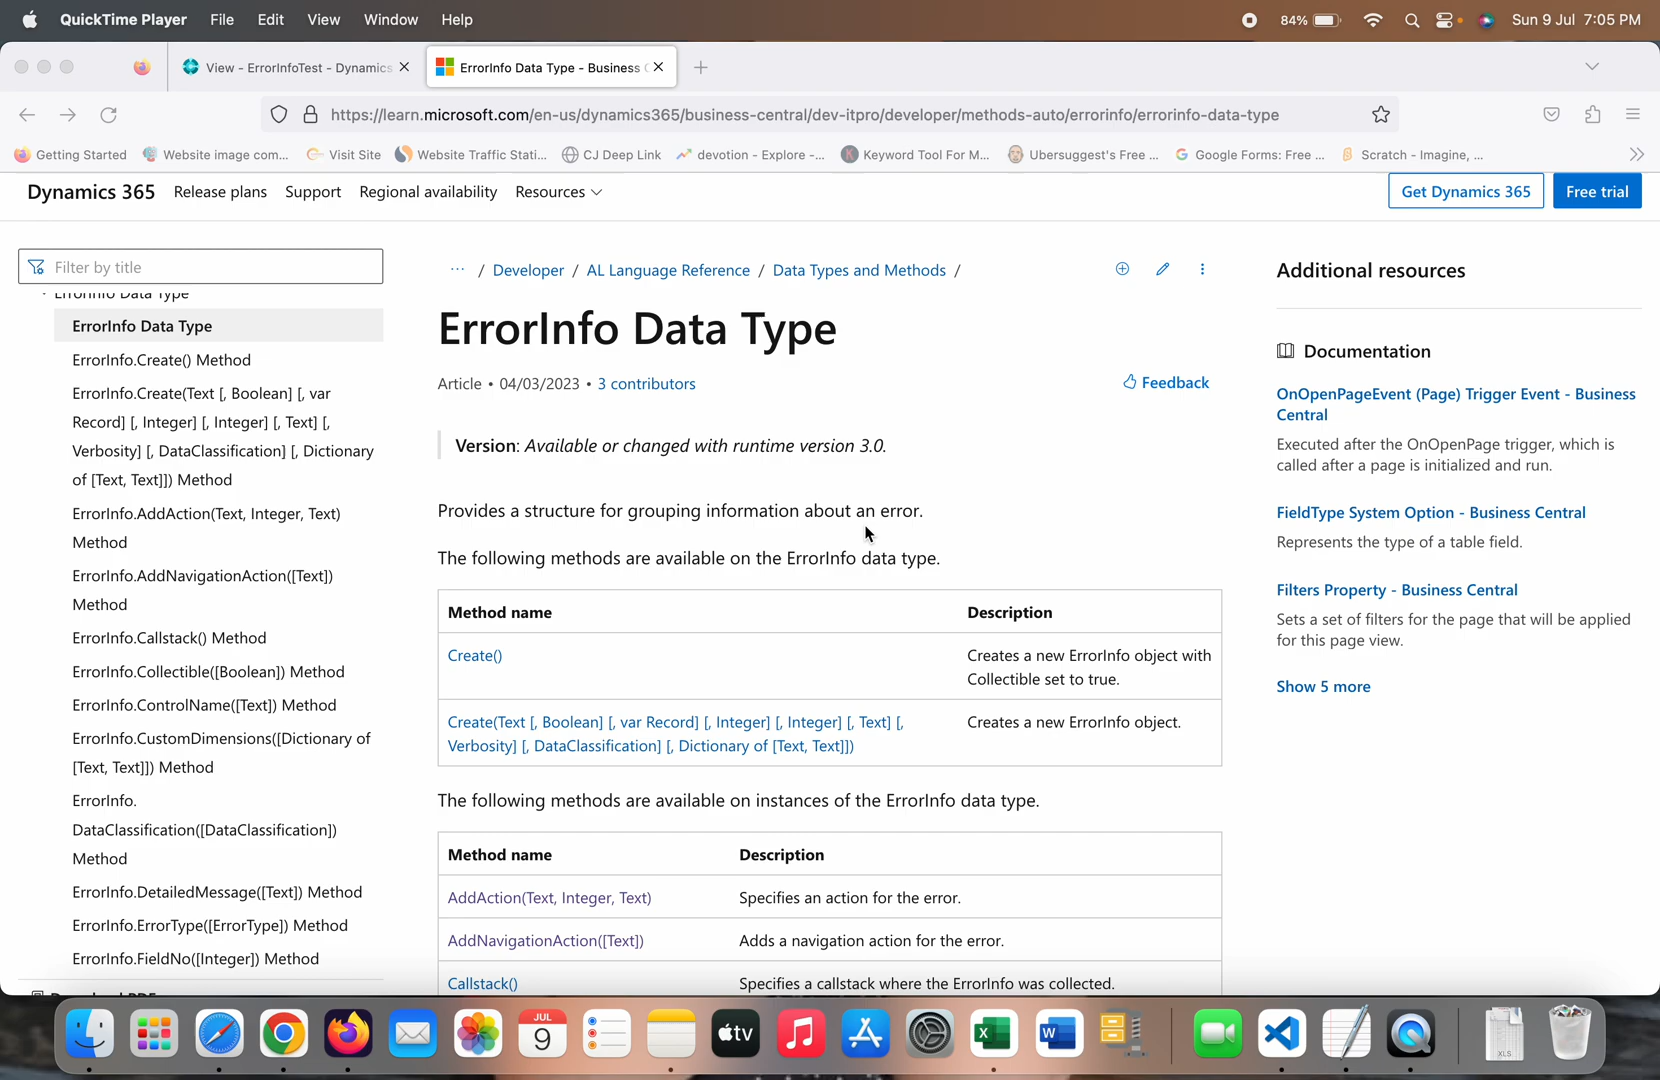 QuickTime Player File Edit View Window Help 84% Sun 9 Jul 7:05 PM
View - ErrorInfoTest - Dynamics ErrorInfo Data Type - Business C
https://learn.microsoft.com/en-us/dynamics365/business-central/dev-itpro/developer/methods-auto/errorinfo/errorinfo-data-type
Getting Started Website image com... Visit Site Website Traffic Stati... CJ Deep Link devotion - Explore -... Keyword Tool For M... Ubersuggest's Free ... Google Forms: Free ... Scratch - Imagine, ...
Dynamics 365 Release plans Support Regional availability Resources Get Dynamics 365 Free trial
Filter by title
ErrorInfo Data Type
ErrorInfo Data Type
ErrorInfo.Create() Method
ErrorInfo.Create(Text [, Boolean] [, var
Record] [, Integer] [, Integer] [, Text] [,
Verbosity] [, DataClassification] [, Dictionary
of [Text, Text]]) Method
ErrorInfo.AddAction(Text, Integer, Text)
Method
ErrorInfo.AddNavigationAction([Text])
Method
ErrorInfo.Callstack() Method
ErrorInfo.Collectible([Boolean]) Method
ErrorInfo.ControlName([Text]) Method
ErrorInfo.CustomDimensions([Dictionary of
[Text, Text]]) Method
ErrorInfo.
DataClassification([DataClassification])
Method
ErrorInfo.DetailedMessage([Text]) Method
ErrorInfo.ErrorType([ErrorType]) Method
ErrorInfo.FieldNo([Integer]) Method
··· / Developer / AL Language Reference / Data Types and Methods /
ErrorInfo Data Type
Article • 04/03/2023 • 3 contributors
Feedback
Version: Available or changed with runtime version 3.0.
Provides a structure for grouping information about an error.
The following methods are available on the ErrorInfo data type.
Method name Description
Create() Creates a new ErrorInfo object with
Collectible set to true.
Create(Text [, Boolean] [, var Record] [, Integer] [, Integer] [, Text] [, Creates a new ErrorInfo object.
Verbosity] [, DataClassification] [, Dictionary of [Text, Text]])
The following methods are available on instances of the ErrorInfo data type.
Method name Description
AddAction(Text, Integer, Text) Specifies an action for the error.
AddNavigationAction([Text]) Adds a navigation action for the error.
Callstack() Specifies a callstack where the ErrorInfo was collected.
Additional resources
Documentation
OnOpenPageEvent (Page) Trigger Event - Business
Central
Executed after the OnOpenPage trigger, which is
called after a page is initialized and run.
FieldType System Option - Business Central
Represents the type of a table field.
Filters Property - Business Central
Sets a set of filters for the page that will be applied
for this page view.
Show 5 more
JUL
9
tv
XLS